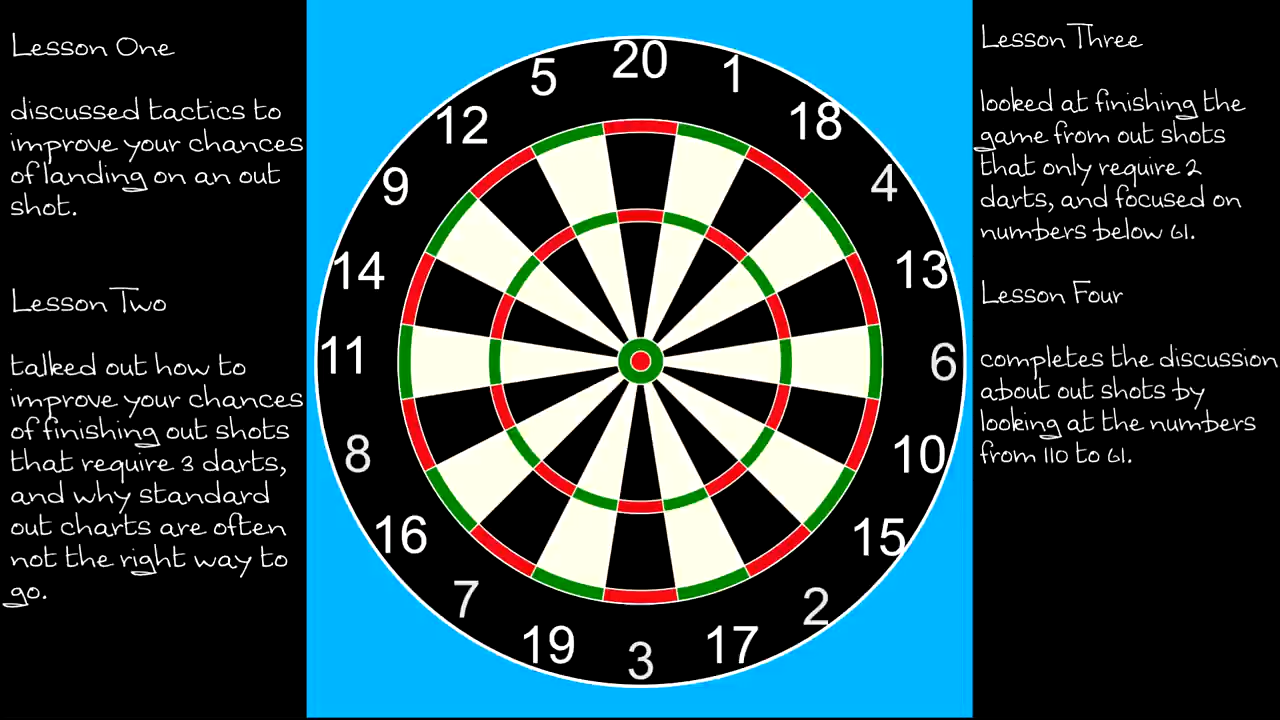 Lesson One
discussed tactics to
improve your chances
of landing on an out
shot.
Lesson Two
talked out how to
improve your chances
of finishing out shots
that require 3 darts,
and why standard
out charts are often
not the right way to
go.
20
1
18
4
13
6
10
15
2
17
3
19
7
16
8
11
14
9
12
5
Lesson Three
looked at finishing the
game from out shots
that only require 2
darts, and focused on
numbers below 61.
Lesson Four
completes the discussion
about out shots by
looking at the numbers
from 110 to 61.